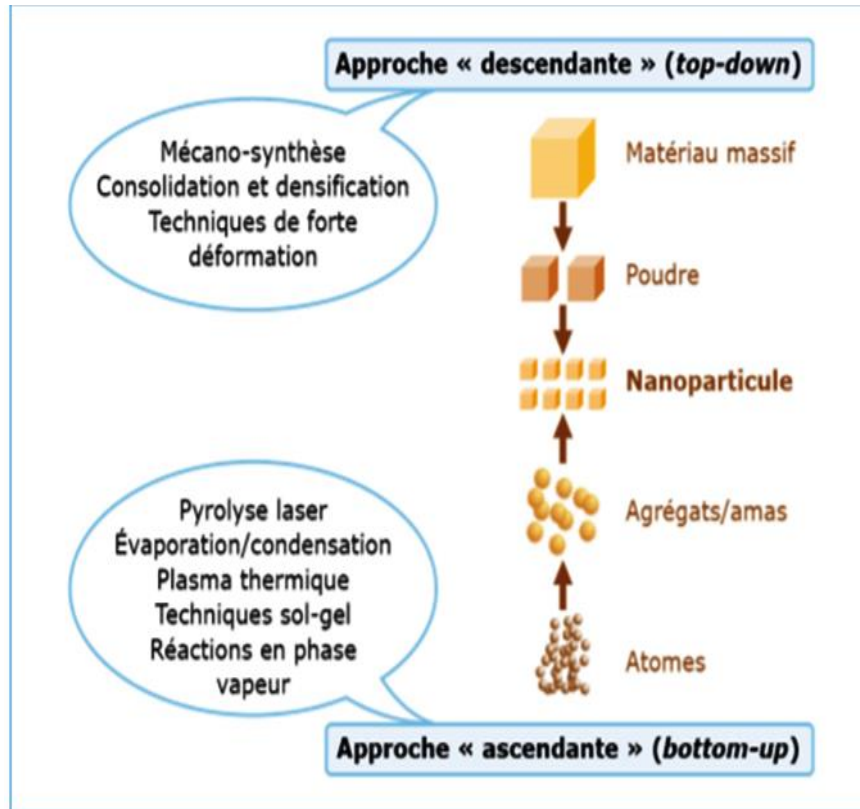 Approche « descendante » (top-down)
Mécano-synthèse
Consolidation et densification
Techniques de forte
déformation
Matériau massif
Poudre
Nanoparticule
Agrégats/amas
Atomes
Pyrolyse laser
Évaporation/condensation
Plasma thermique
Techniques sol-gel
Réactions en phase
vapeur
Approche « ascendante » (bottom-up)